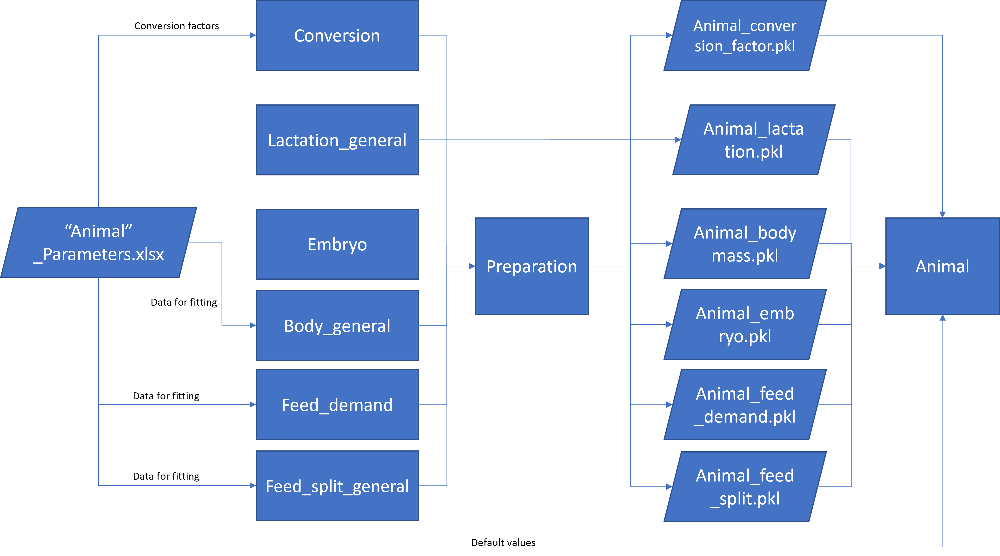 Conversion factors
Conversion
Animal_conver
sion_factor.pkl
Lactation_general
Animal_lacta
tion.pkl
“Animal”
_Parameters.xlsx
Embryo
Preparation
Animal_body
mass.pkl
Animal
Data for fitting
Body_general
Animal_emb
ryo.pkl
Data for fitting
Feed_demand
Animal_feed
_demand.pkl
Data for fitting
Feed_split_general
Animal_feed
_split.pkl
Default values